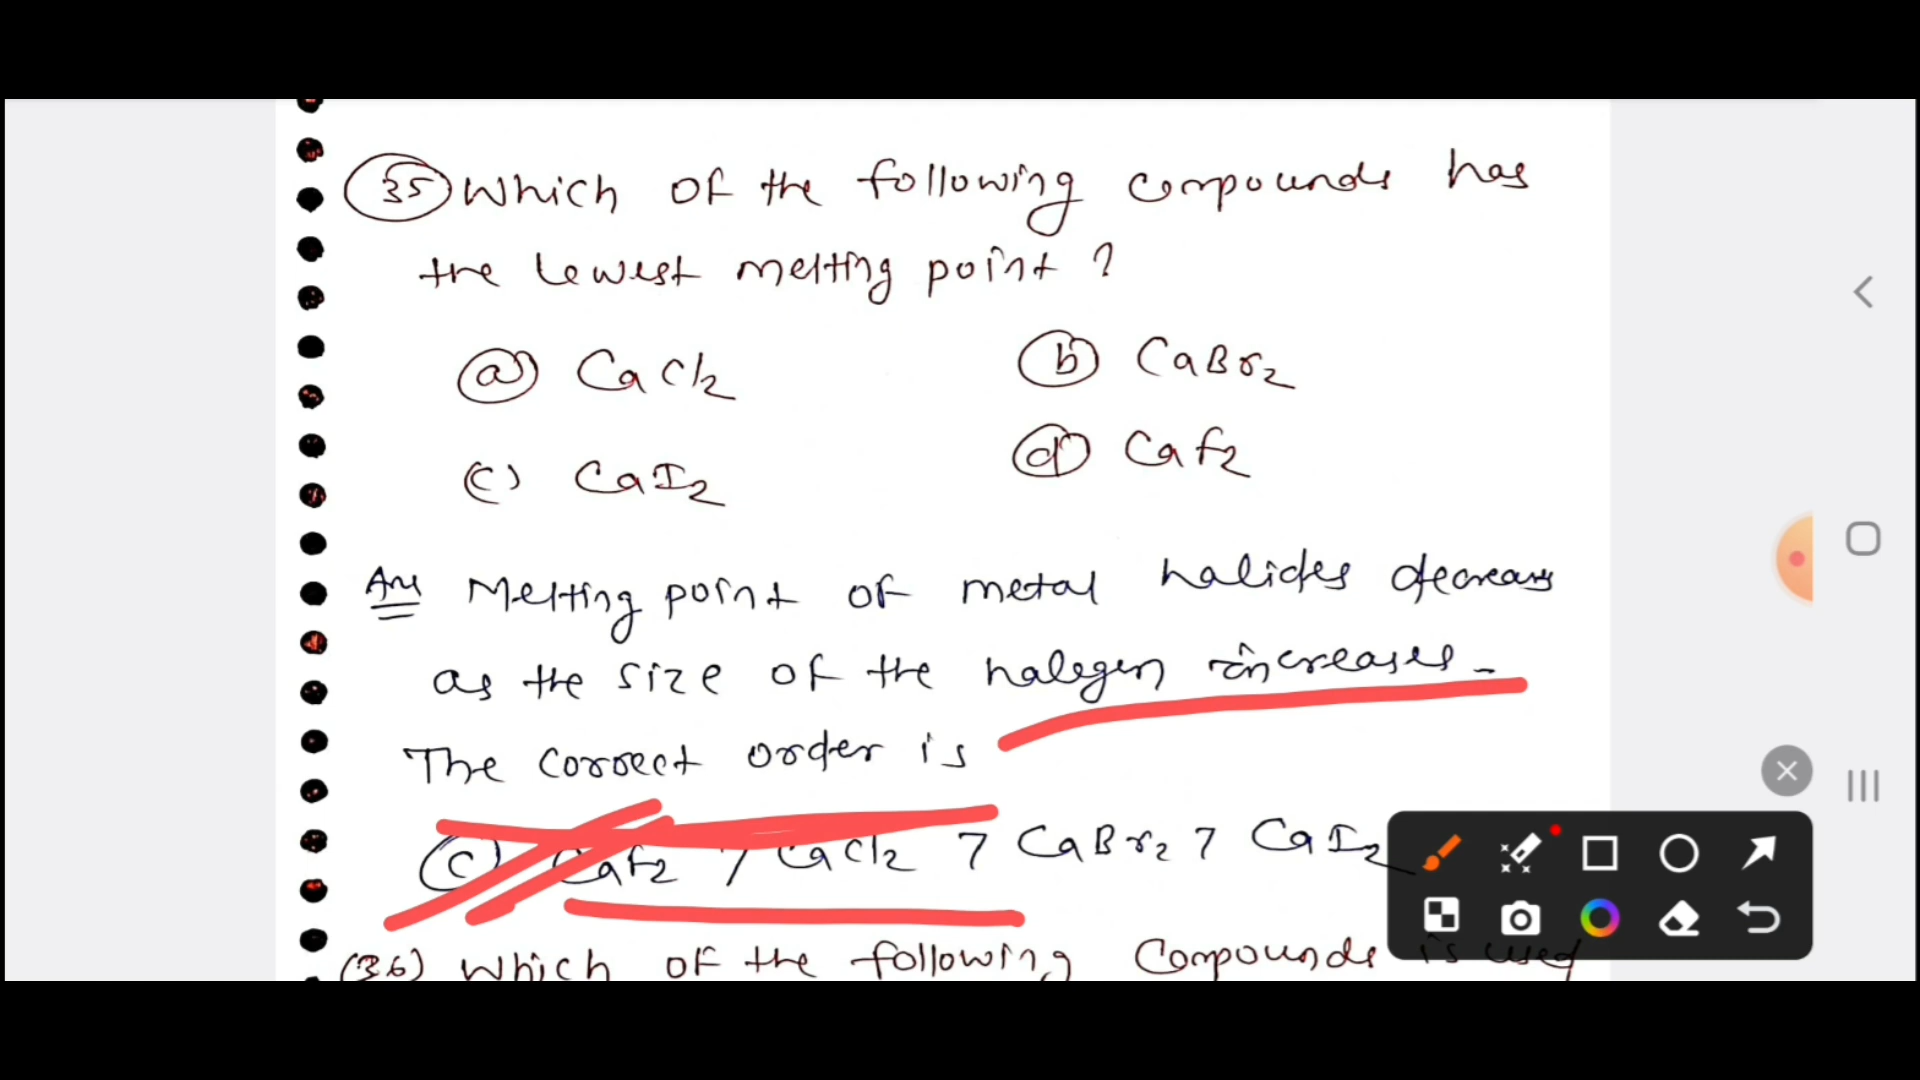 35 Which of the following compounds has
the lowest melting point ?
a) CaCl2
b) CaBr2
c) CaI2
d) CaF2
Ans Melting point of metal halides decreases
as the size of the halogen increases.
The correct order is
(c) CaF2 > CaCl2 > CaBr2 > CaI2
(36) Which of the following Compounds is used